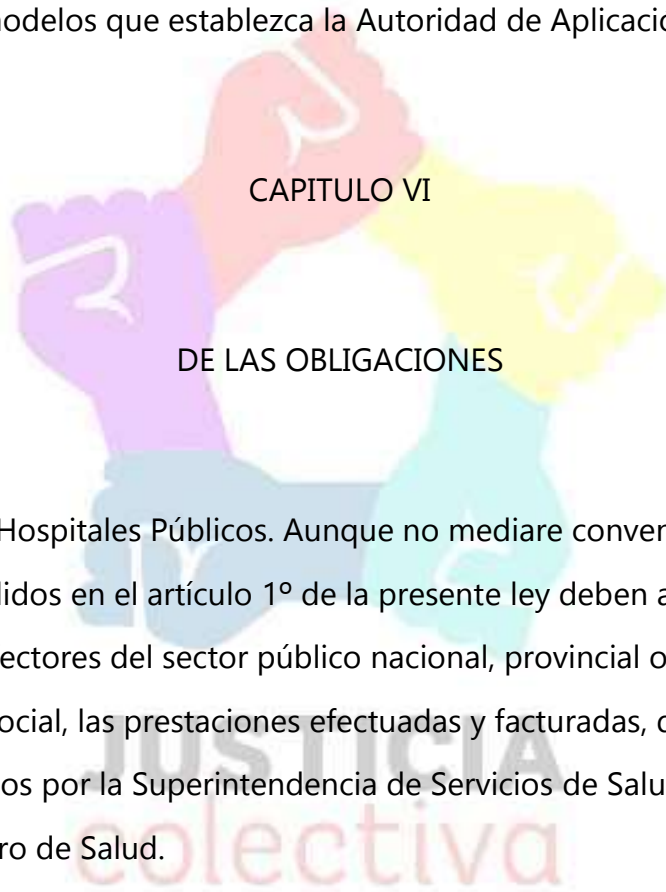 modelos que establezca la Autoridad de Aplicació
CAPITULO VI
DE LAS OBLIGACIONES
Hospitales Públicos. Aunque no mediare conven
didos en el artículo 1º de la presente ley deben a
ectores del sector público nacional, provincial o
ocial, las prestaciones efectuadas y facturadas,
os por la Superintendencia de Servicios de Salu
ro de Salud.
JUSTICIA
colectiva